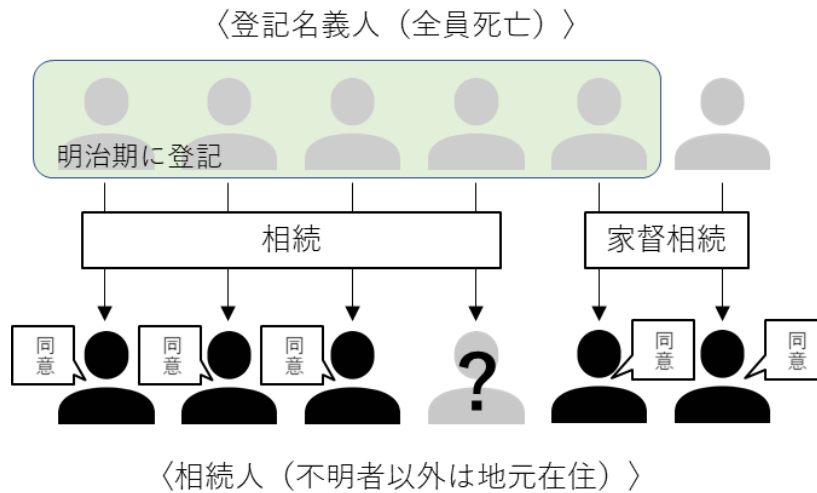 〈登記名義人（全員死亡）〉
明治期に登記
相続
家督相続
同意
同意
同意
?
同意
同意
〈相続人（不明者以外は地元在住）〉